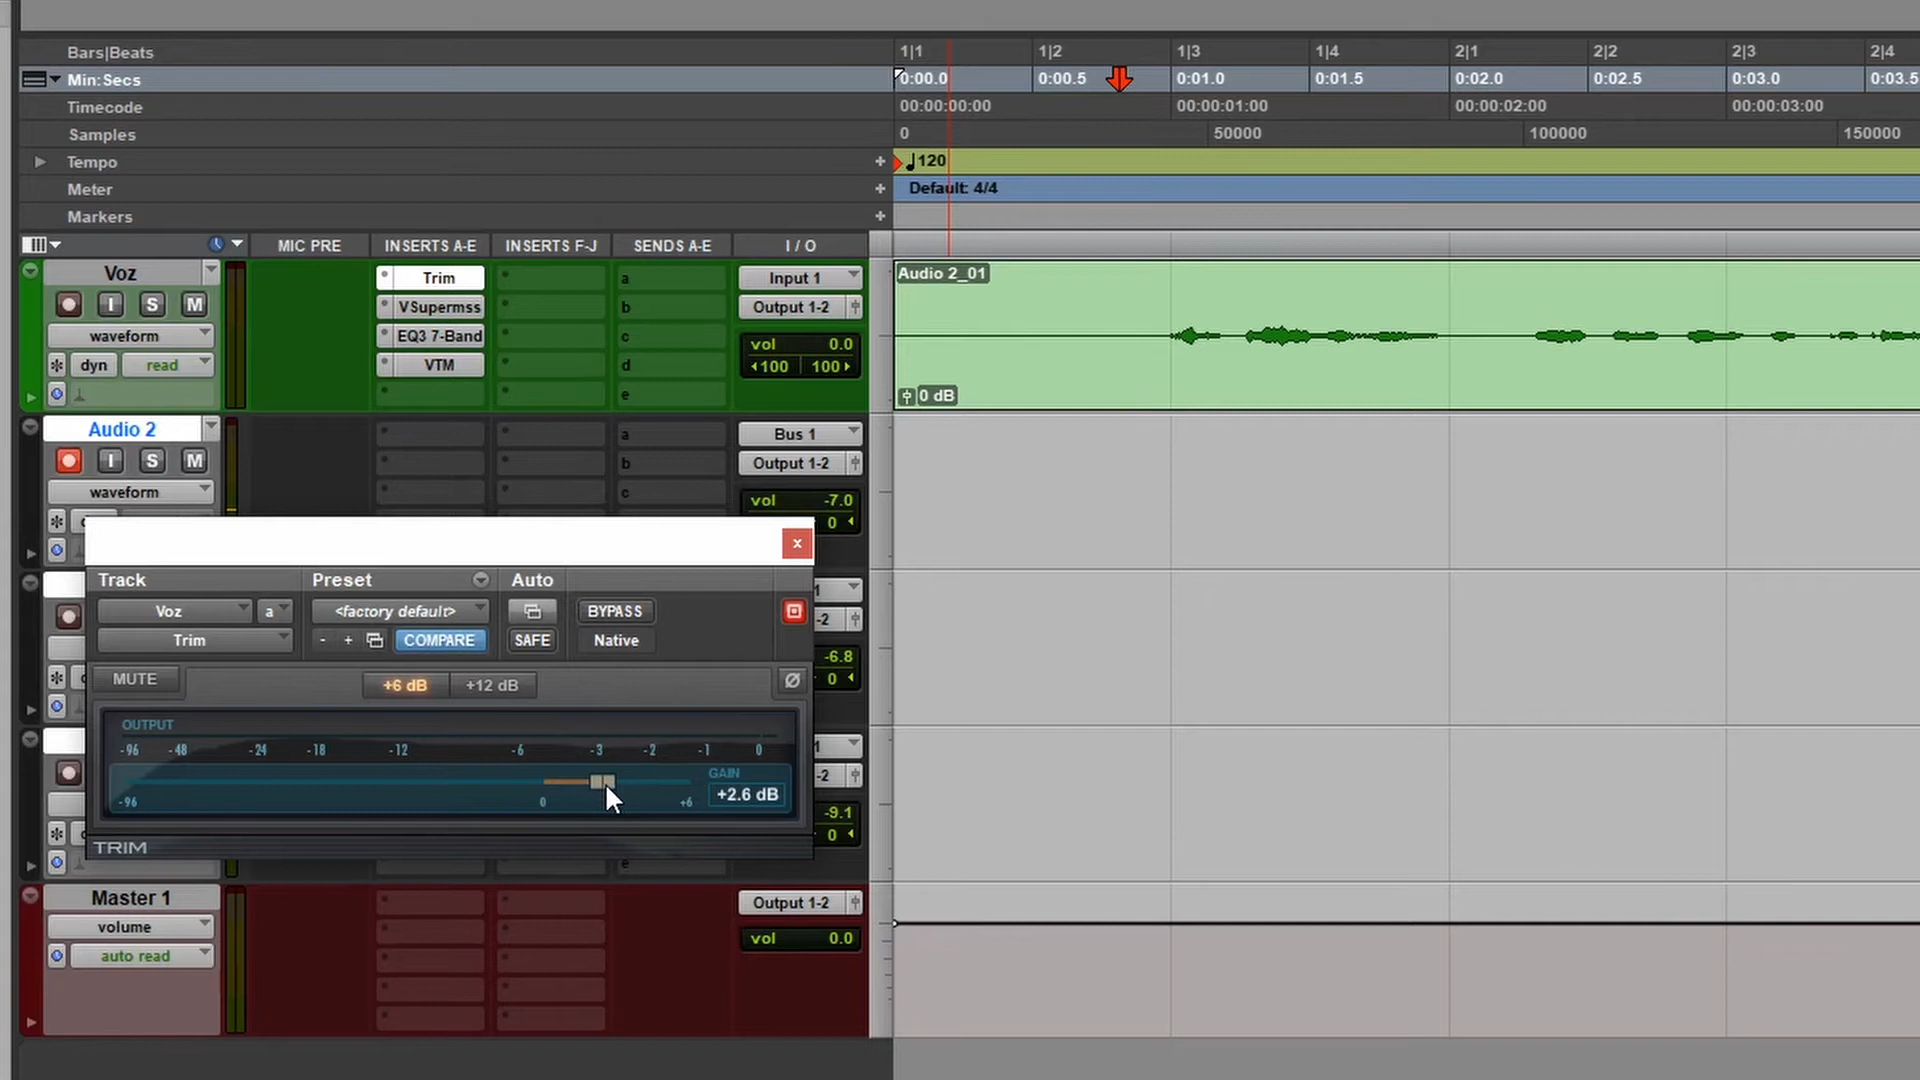 Bars|Beats
1|1 1|2 1|3 1|4 2|1 2|2 2|3 2|4
Min:Secs
0:00.0 0:00.5 0:01.0 0:01.5 0:02.0 0:02.5 0:03.0 0:03.5
Timecode
00:00:00:00 00:00:01:00 00:00:02:00 00:00:03:00
Samples
0 50000 100000 150000
Tempo + 120
Meter + Default: 4/4
Markers +
MIC PRE INSERTS A-E INSERTS F-J SENDS A-E I / O
Voz Trim a Input 1 Audio 2_01
I S M VSupermss b Output 1-2
waveform EQ3 7-Band c vol 0.0
dyn read VTM d 100 100
e 0 dB
Audio 2 a Bus 1
I S M b Output 1-2
waveform c vol -7.0
0
x
Track Preset Auto
Voz a <factory default> BYPASS
Trim - + COMPARE SAFE Native
MUTE +6 dB +12 dB Ø
OUTPUT
-96 -48 -24 -18 -12 -6 -3 -2 -1 0
GAIN
+2.6 dB
-96 0 +6
TRIM
1
-2
-6.8
0
1
-2
-9.1
0
e
Master 1 Output 1-2
volume vol 0.0
auto read